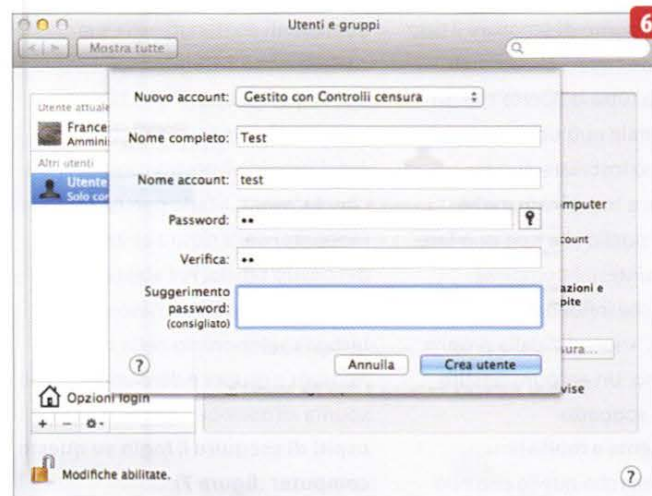 Utenti e gruppi
6
Mostra tutte
Utente attuale
France
Ammini
Altri utenti
Utente
Solo con
Nuovo account: Gestito con Controlli censura
Nome completo: Test
Nome account: test
Password: ••
Verifica: ••
Suggerimento
password:
(consigliato)
mputer
count
azioni e
pite
sura...
vise
? Annulla Crea utente
Opzioni login
+ −
Modifiche abilitate.
?